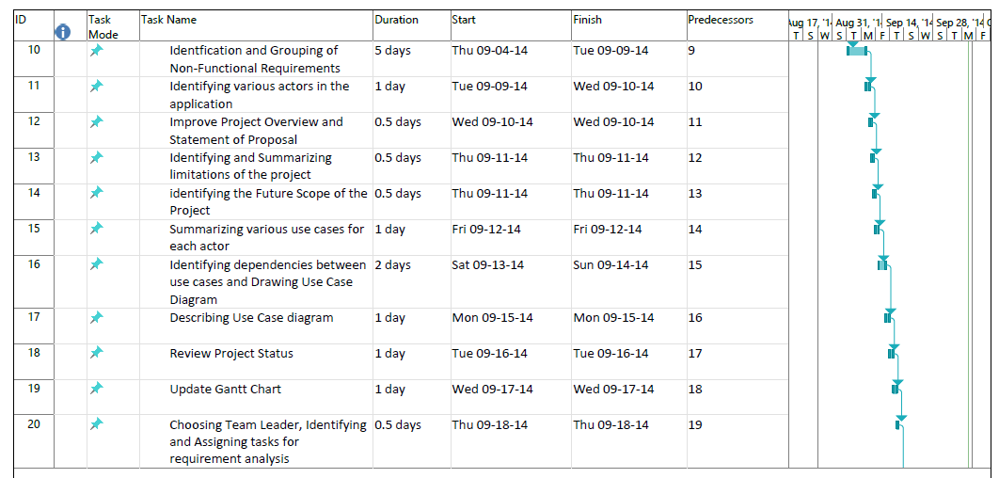 ID Task Mode Task Name Duration Start Finish Predecessors
Aug 17, '14 Aug 31, '14 Sep 14, '14 Sep 28, '14
T S W S T M F T S W S T M F
10 Identfication and Grouping of 5 days Thu 09-04-14 Tue 09-09-14 9
Non-Functional Requirements
11 Identifying various actors in the 1 day Tue 09-09-14 Wed 09-10-14 10
application
12 Improve Project Overview and 0.5 days Wed 09-10-14 Wed 09-10-14 11
Statement of Proposal
13 Identifying and Summarizing 0.5 days Thu 09-11-14 Thu 09-11-14 12
limitations of the project
14 identifying the Future Scope of the 0.5 days Thu 09-11-14 Thu 09-11-14 13
Project
15 Summarizing various use cases for 1 day Fri 09-12-14 Fri 09-12-14 14
each actor
16 Identifying dependencies between 2 days Sat 09-13-14 Sun 09-14-14 15
use cases and Drawing Use Case
Diagram
17 Describing Use Case diagram 1 day Mon 09-15-14 Mon 09-15-14 16
18 Review Project Status 1 day Tue 09-16-14 Tue 09-16-14 17
19 Update Gantt Chart 1 day Wed 09-17-14 Wed 09-17-14 18
20 Choosing Team Leader, Identifying 0.5 days Thu 09-18-14 Thu 09-18-14 19
and Assigning tasks for
requirement analysis